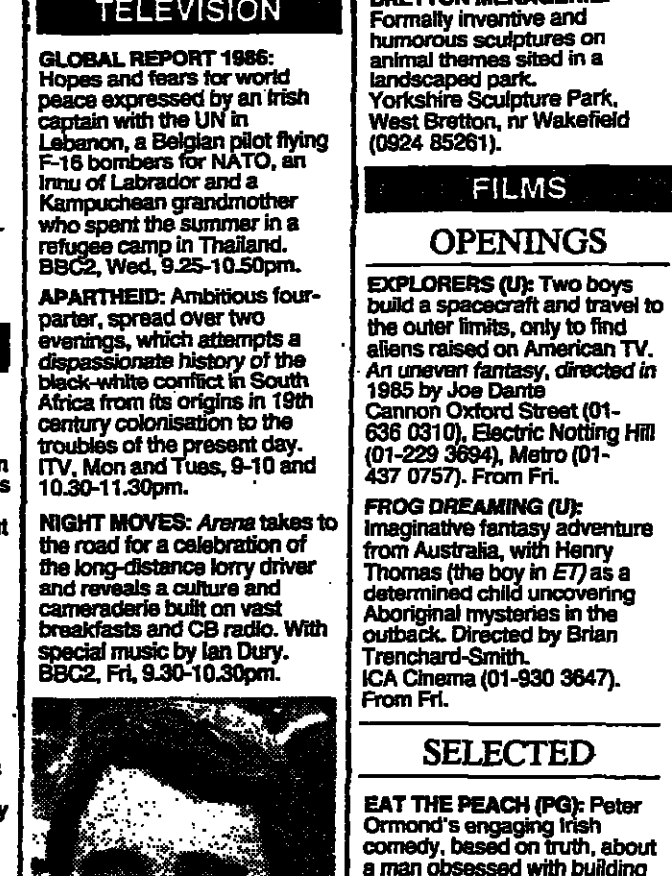 TELEVISION
GLOBAL REPORT 1986:
Hopes and fears for world
peace expressed by an Irish
captain with the UN in
Lebanon, a Belgian pilot flying
F-16 bombers for NATO, an
Innu of Labrador and a
Kampuchean grandmother
who spent the summer in a
refugee camp in Thailand.
BBC2, Wed, 9.25-10.50pm.
APARTHEID: Ambitious four-
parter, spread over two
evenings, which attempts a
dispassionate history of the
black-white conflict in South
Africa from its origins in 19th
century colonisation to the
troubles of the present day.
ITV, Mon and Tues, 9-10 and
10.30-11.30pm.
NIGHT MOVES: Arena takes to
the road for a celebration of
the long-distance lorry driver
and reveals a culture and
cameraderie built on vast
breakfasts and CB radio. With
special music by Ian Dury.
BBC2, Fri, 9.30-10.30pm.
BRETTON MENAGERIE:
Formally inventive and
humorous sculptures on
animal themes sited in a
landscaped park.
Yorkshire Sculpture Park,
West Bretton, nr Wakefield
(0924 85261).
FILMS
OPENINGS
EXPLORERS (U): Two boys
build a spacecraft and travel to
the outer limits, only to find
aliens raised on American TV.
An uneven fantasy, directed in
1985 by Joe Dante
Cannon Oxford Street (01-
636 0310), Electric Notting Hill
(01-229 3694), Metro (01-
437 0757). From Fri.
FROG DREAMING (U):
Imaginative fantasy adventure
from Australia, with Henry
Thomas (the boy in ET) as a
determined child uncovering
Aboriginal mysteries in the
outback. Directed by Brian
Trenchard-Smith.
ICA Cinema (01-930 3647).
From Fri.
SELECTED
EAT THE PEACH (PG): Peter
Ormond's engaging Irish
comedy, based on truth, about
a man obsessed with building